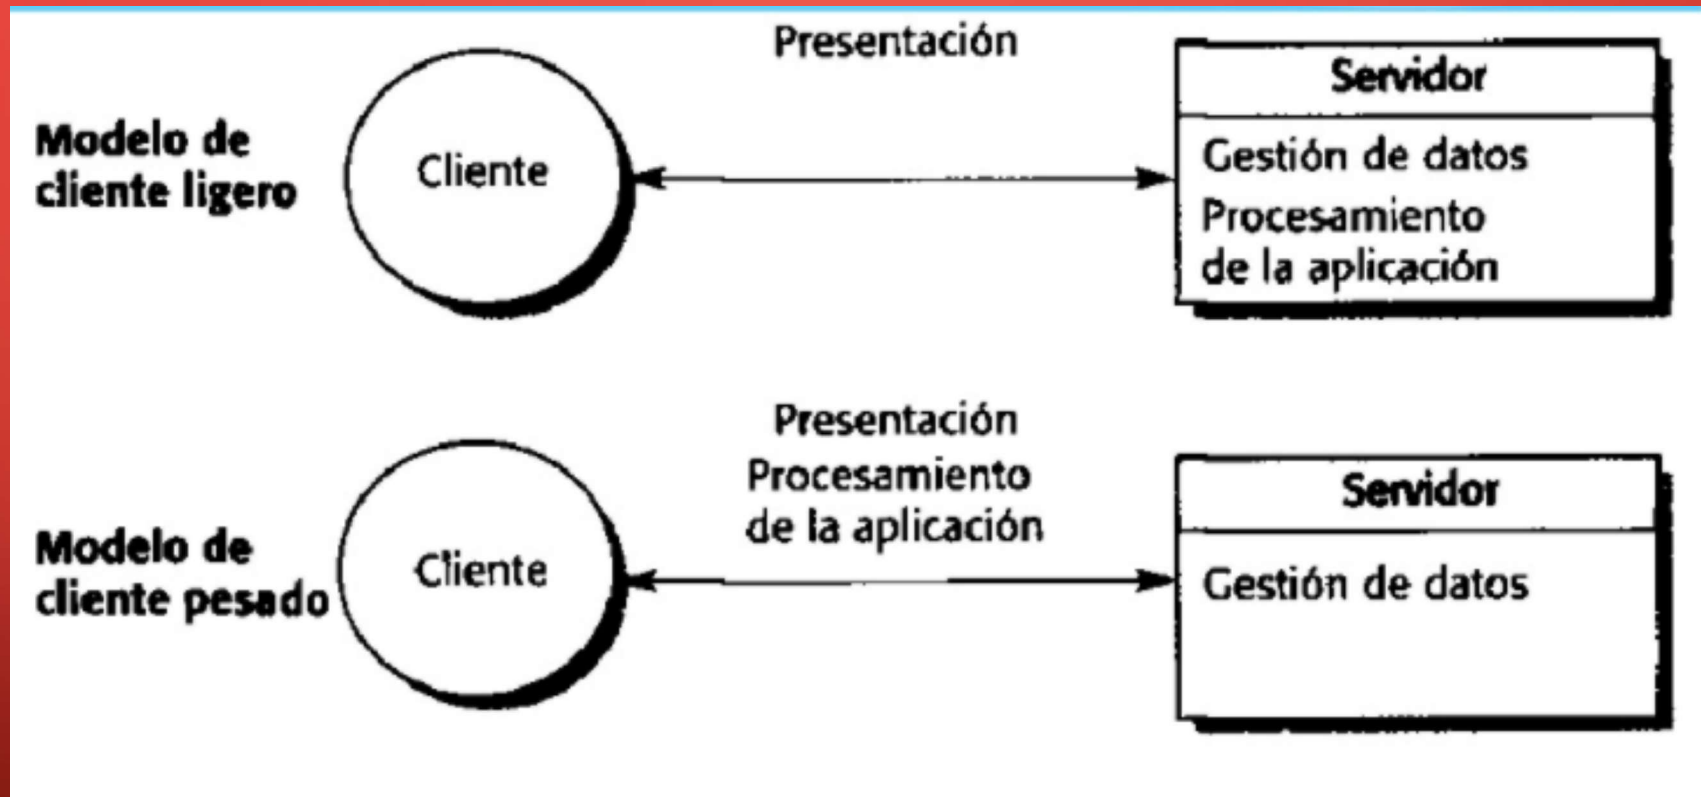 Presentación
Servidor
Modelo de
cliente ligero
Cliente
Gestión de datos
Procesamiento
de la aplicación
Presentación
Procesamiento
de la aplicación
Servidor
Modelo de
cliente pesado
Cliente
Gestión de datos